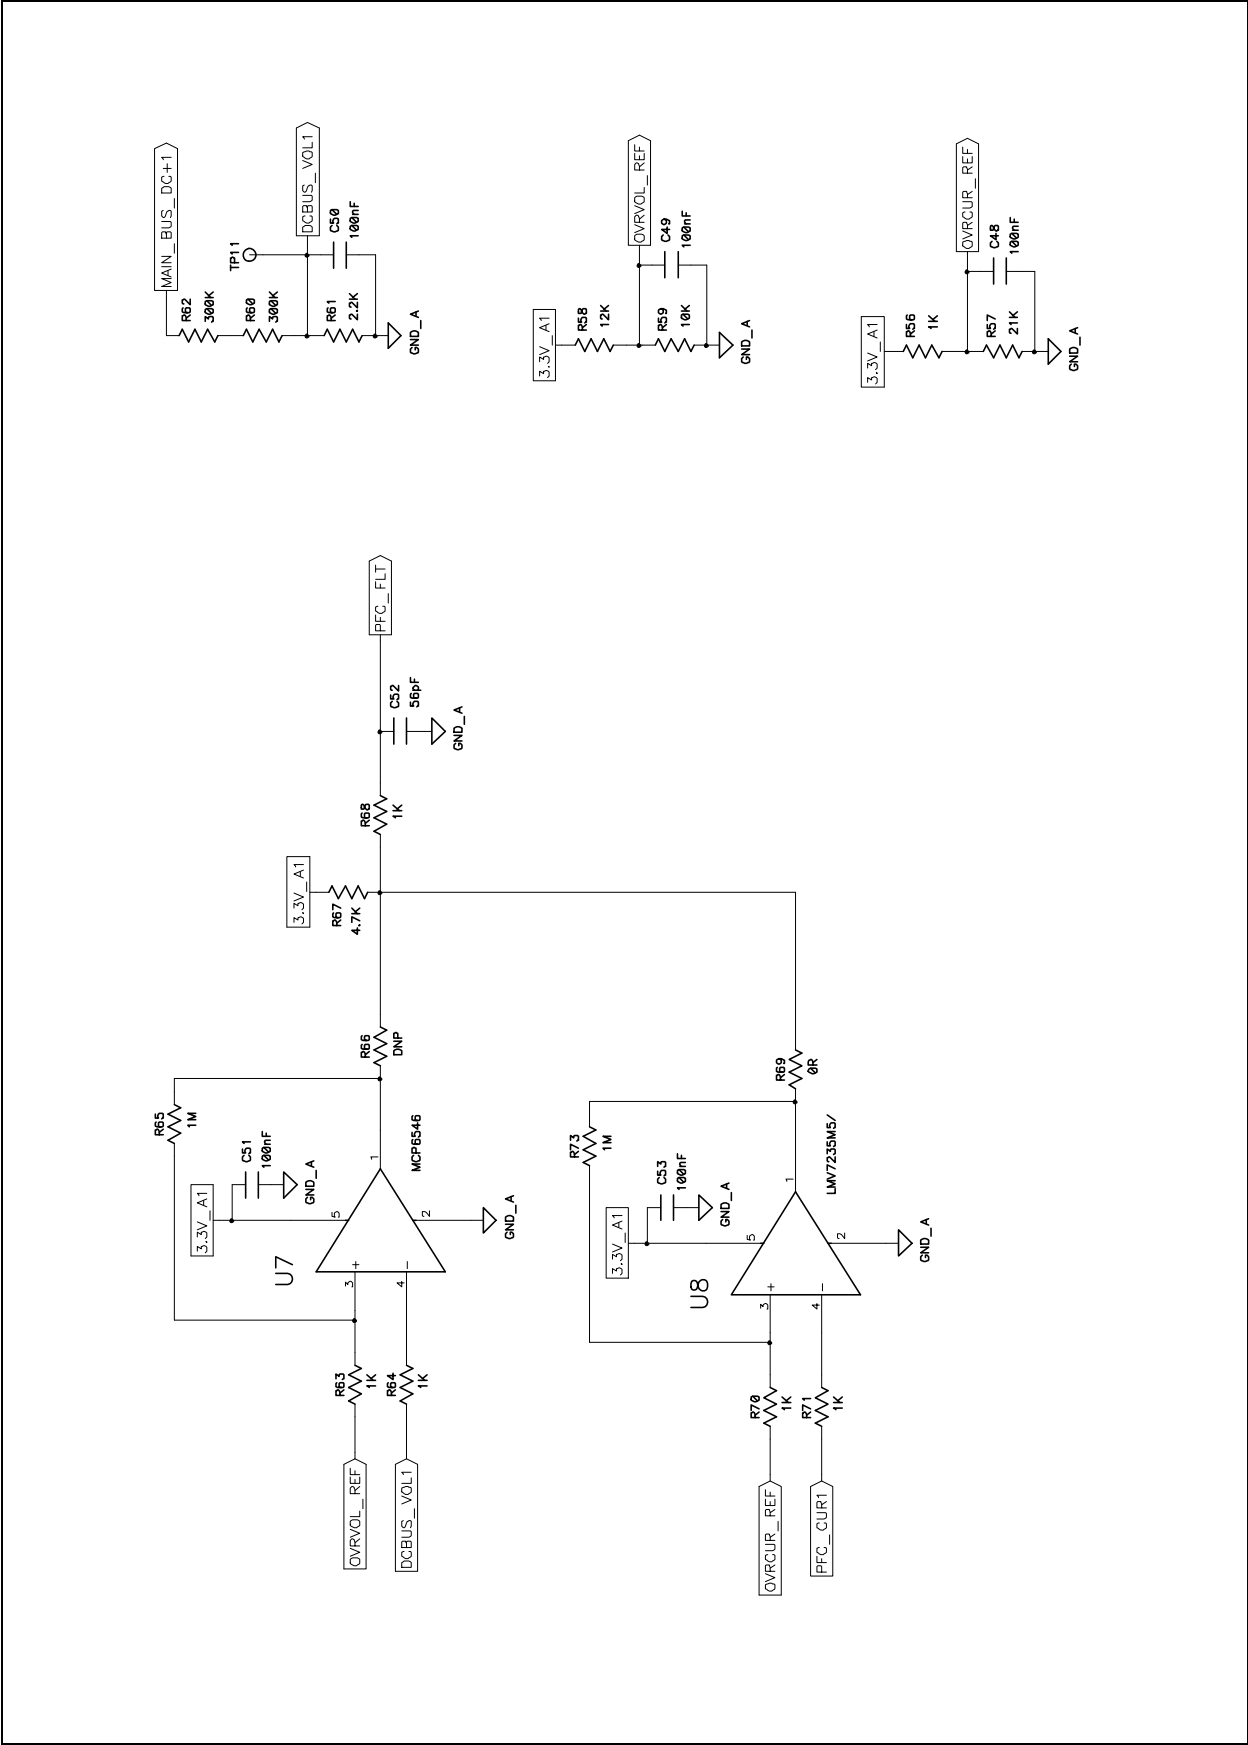 MAIN_BUS_DC+1
R62
300K
R60
300K
TP11
DCBUS_VOL1
R61
2.2K
C50
100nF
GND_A
3.3V_A1
R58
12K
OVRVOL_REF
R59
10K
C49
100nF
GND_A
3.3V_A1
R56
1K
OVRCUR_REF
R57
21K
C48
100nF
GND_A
R65
1M
3.3V_A1
C51
100nF
GND_A
U7
OVRVOL_REF
R63
1K
3
+
5
1
DCBUS_VOL1
R64
1K
4
−
2
MCP6546
GND_A
R66
DNP
3.3V_A1
R67
4.7K
R68
1K
C52
56pF
GND_A
PFC_FLT
R73
1M
3.3V_A1
C53
100nF
GND_A
U8
OVRCUR_REF
R70
1K
3
+
5
1
PFC_CUR1
R71
1K
4
−
2
LMV7235M5/
GND_A
R69
0R